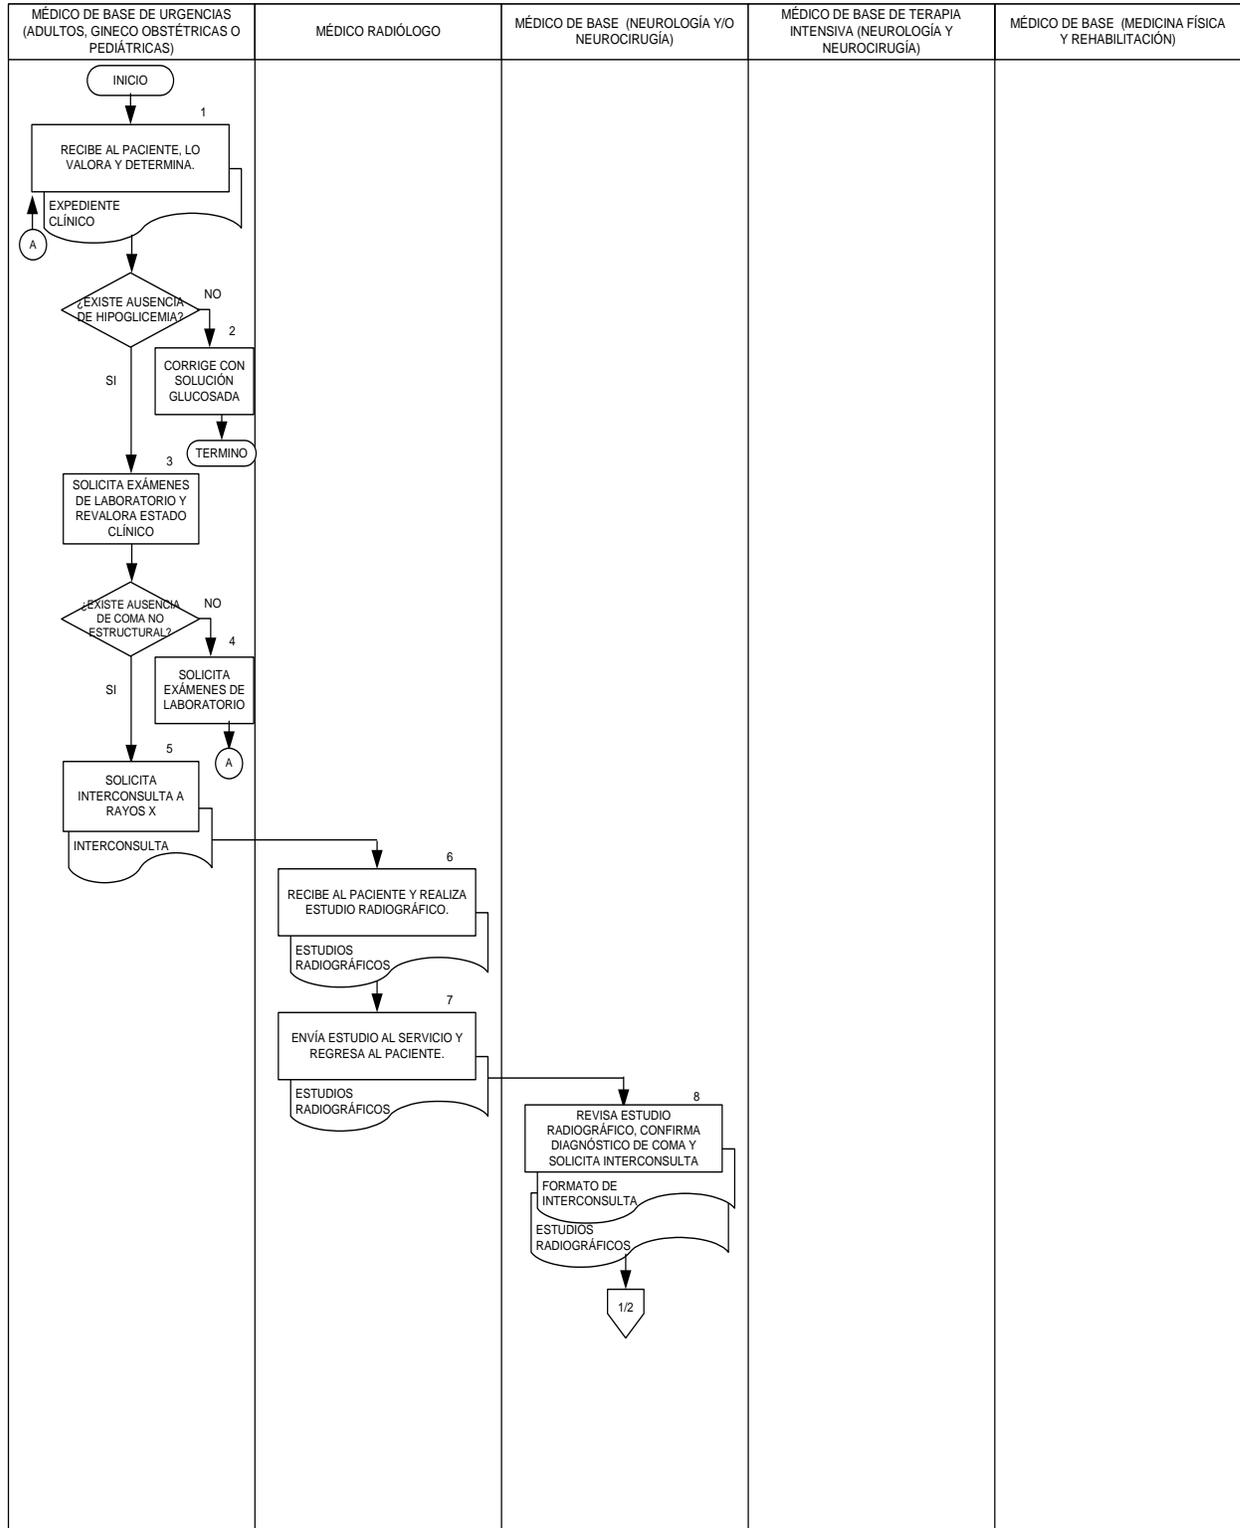 MÉDICO DE BASE DE URGENCIAS
(ADULTOS, GINECO OBSTÉTRICAS O
PEDIÁTRICAS)
MÉDICO RADIÓLOGO
MÉDICO DE BASE (NEUROLOGÍA Y/O
NEUROCIRUGÍA)
MÉDICO DE BASE DE TERAPIA
INTENSIVA (NEUROLOGÍA Y
NEUROCIRUGÍA)
MÉDICO DE BASE (MEDICINA FÍSICA
Y REHABILITACIÓN)
INICIO
1
RECIBE AL PACIENTE, LO
VALORA Y DETERMINA.
EXPEDIENTE
CLÍNICO
A
¿EXISTE AUSENCIA
DE HIPOGLICEMIA?
NO
2
CORRIGE CON
SOLUCIÓN
GLUCOSADA
TERMINO
SI
3
SOLICITA EXÁMENES
DE LABORATORIO Y
REVALORA ESTADO
CLÍNICO
¿EXISTE AUSENCIA
DE COMA NO
ESTRUCTURAL?
NO
4
SOLICITA
EXÁMENES DE
LABORATORIO
A
SI
5
SOLICITA
INTERCONSULTA A
RAYOS X
INTERCONSULTA
6
RECIBE AL PACIENTE Y REALIZA
ESTUDIO RADIOGRÁFICO.
ESTUDIOS
RADIOGRÁFICOS
7
ENVÍA ESTUDIO AL SERVICIO Y
REGRESA AL PACIENTE.
ESTUDIOS
RADIOGRÁFICOS
8
REVISA ESTUDIO
RADIOGRÁFICO, CONFIRMA
DIAGNÓSTICO DE COMA Y
SOLICITA INTERCONSULTA
FORMATO DE
INTERCONSULTA
ESTUDIOS
RADIOGRÁFICOS
1/2